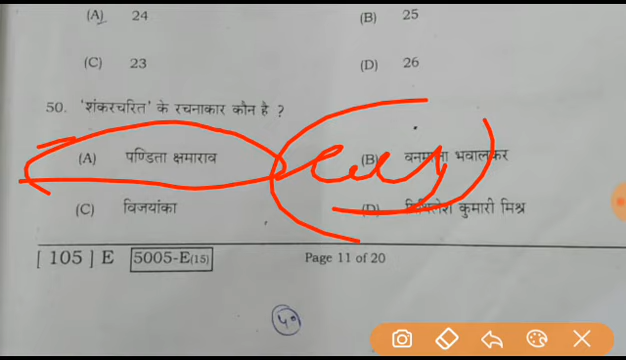 (A) 24 (B) 25
(C) 23 (D) 26
50. 'शंकरचरित' के रचनाकार कौन है ?
(A) पण्डिता क्षमाराव (B) वनमाला भवालकर
(C) विजयांका (D) मिथिलेश कुमारी मिश्र
[ 105 ] E 5005-E(15) Page 11 of 20